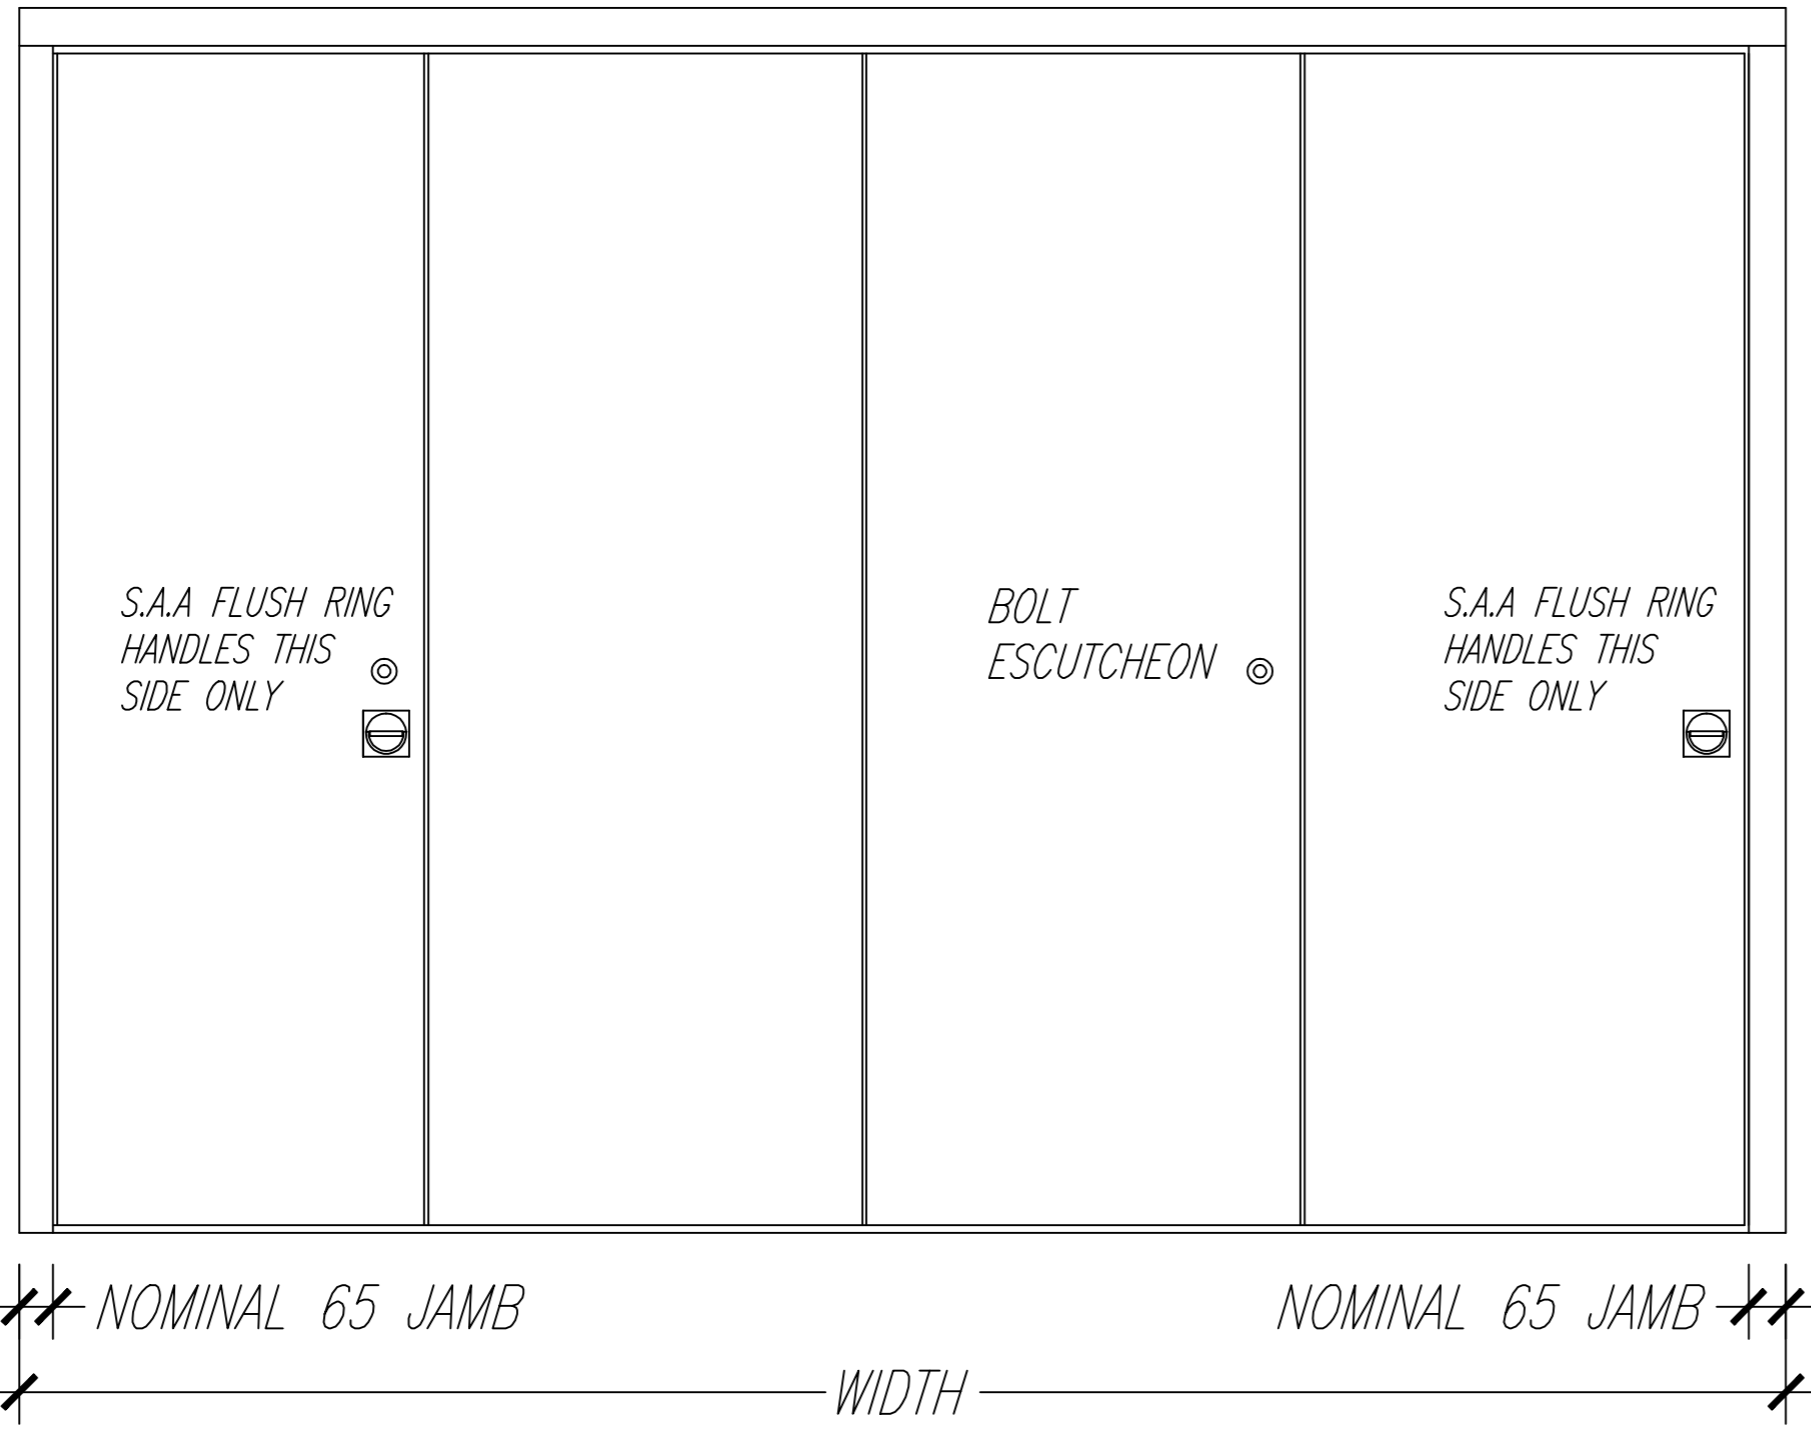 S.A.A FLUSH RING
HANDLES THIS
SIDE ONLY
BOLT
ESCUTCHEON
S.A.A FLUSH RING
HANDLES THIS
SIDE ONLY
NOMINAL 65 JAMB
NOMINAL 65 JAMB
WIDTH